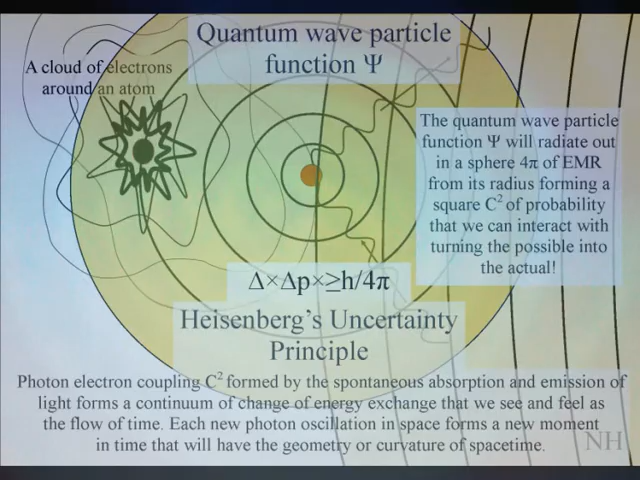 Quantum wave particle
function Ψ
A cloud of electrons
around an atom
The quantum wave particle
function Ψ will radiate out
in a sphere 4π of EMR
from its radius forming a
square C² of probability
that we can interact with
turning the possible into
the actual!
Δ×Δp×≥h/4π
Heisenberg's Uncertainty
Principle
Photon electron coupling C² formed by the spontaneous absorption and emission of
light forms a continuum of change of energy exchange that we see and feel as
the flow of time. Each new photon oscillation in space forms a new moment
in time that will have the geometry or curvature of spacetime.
NH